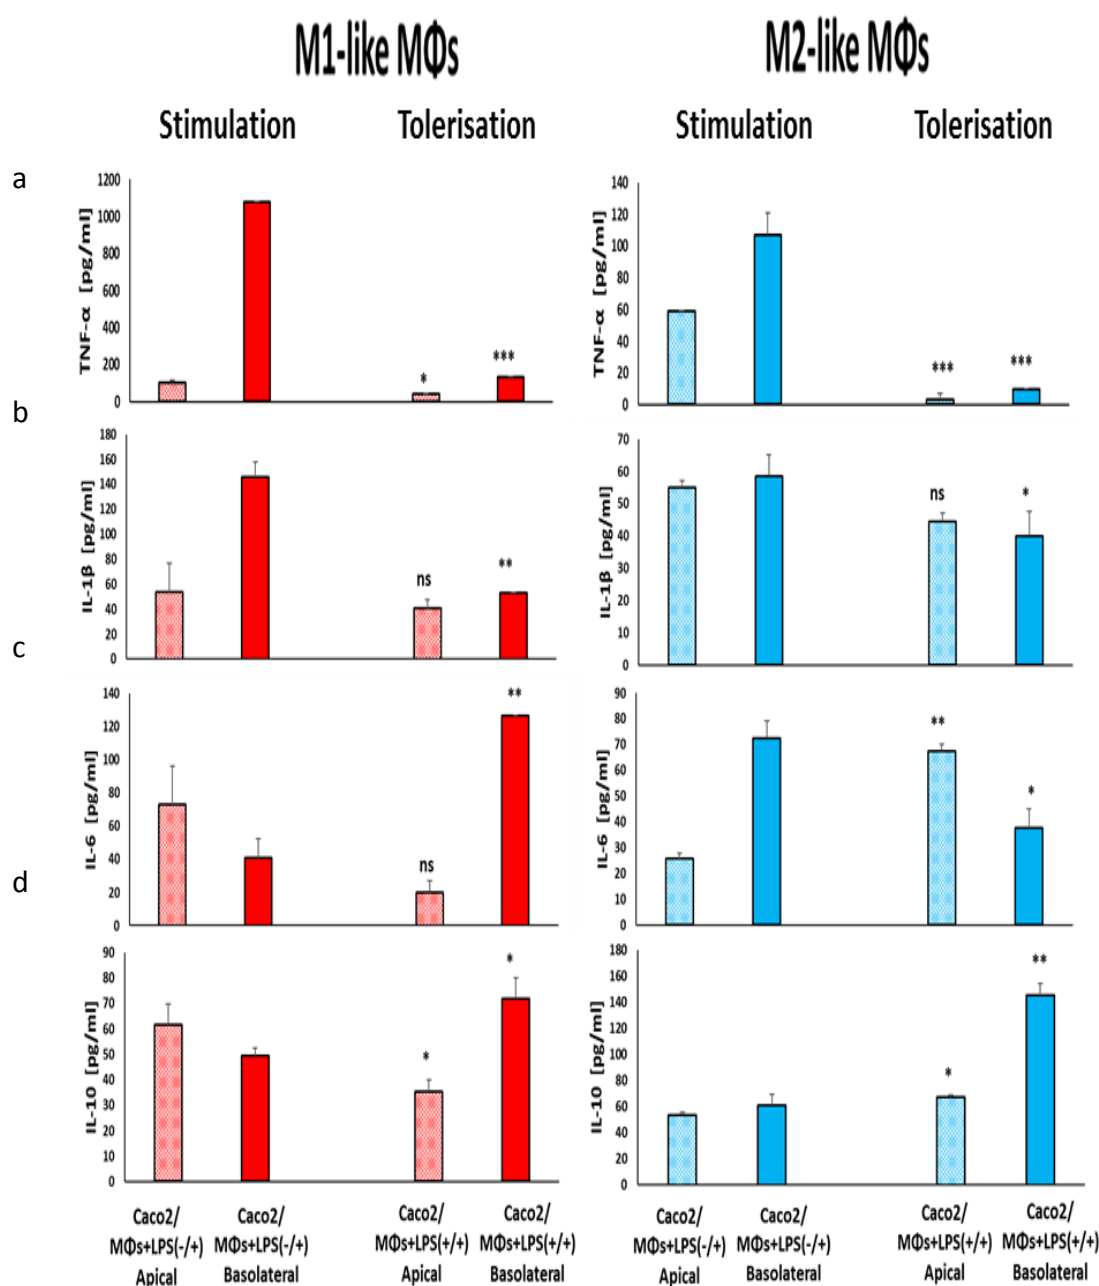 M1-like MΦs
M2-like MΦs
Stimulation
Tolerisation
Stimulation
Tolerisation
a
TNF-α [pg/ml]
1200
1000
800
600
400
200
0
*
***
TNF-α [pg/ml]
140
120
100
80
60
40
20
0
***
***
b
IL-1β [pg/ml]
180
160
140
120
100
80
60
40
20
0
ns
**
IL-1β [pg/ml]
70
60
50
40
30
20
10
0
ns
*
c
IL-6 [pg/ml]
140
120
100
80
60
40
20
0
ns
**
IL-6 [pg/ml]
90
80
70
60
50
40
30
20
10
0
**
*
d
IL-10 [pg/ml]
90
80
70
60
50
40
30
20
10
0
*
*
IL-10 [pg/ml]
180
160
140
120
100
80
60
40
20
0
*
**
Caco2/
MΦs+LPS(-/+)
Apical
Caco2/
MΦs+LPS(-/+)
Basolateral
Caco2/
MΦs+LPS(+/+)
Apical
Caco2/
MΦs+LPS(+/+)
Basolateral
Caco2/
MΦs+LPS(-/+)
Apical
Caco2/
MΦs+LPS(-/+)
Basolateral
Caco2/
MΦs+LPS(+/+)
Apical
Caco2/
MΦs+LPS(+/+)
Basolateral